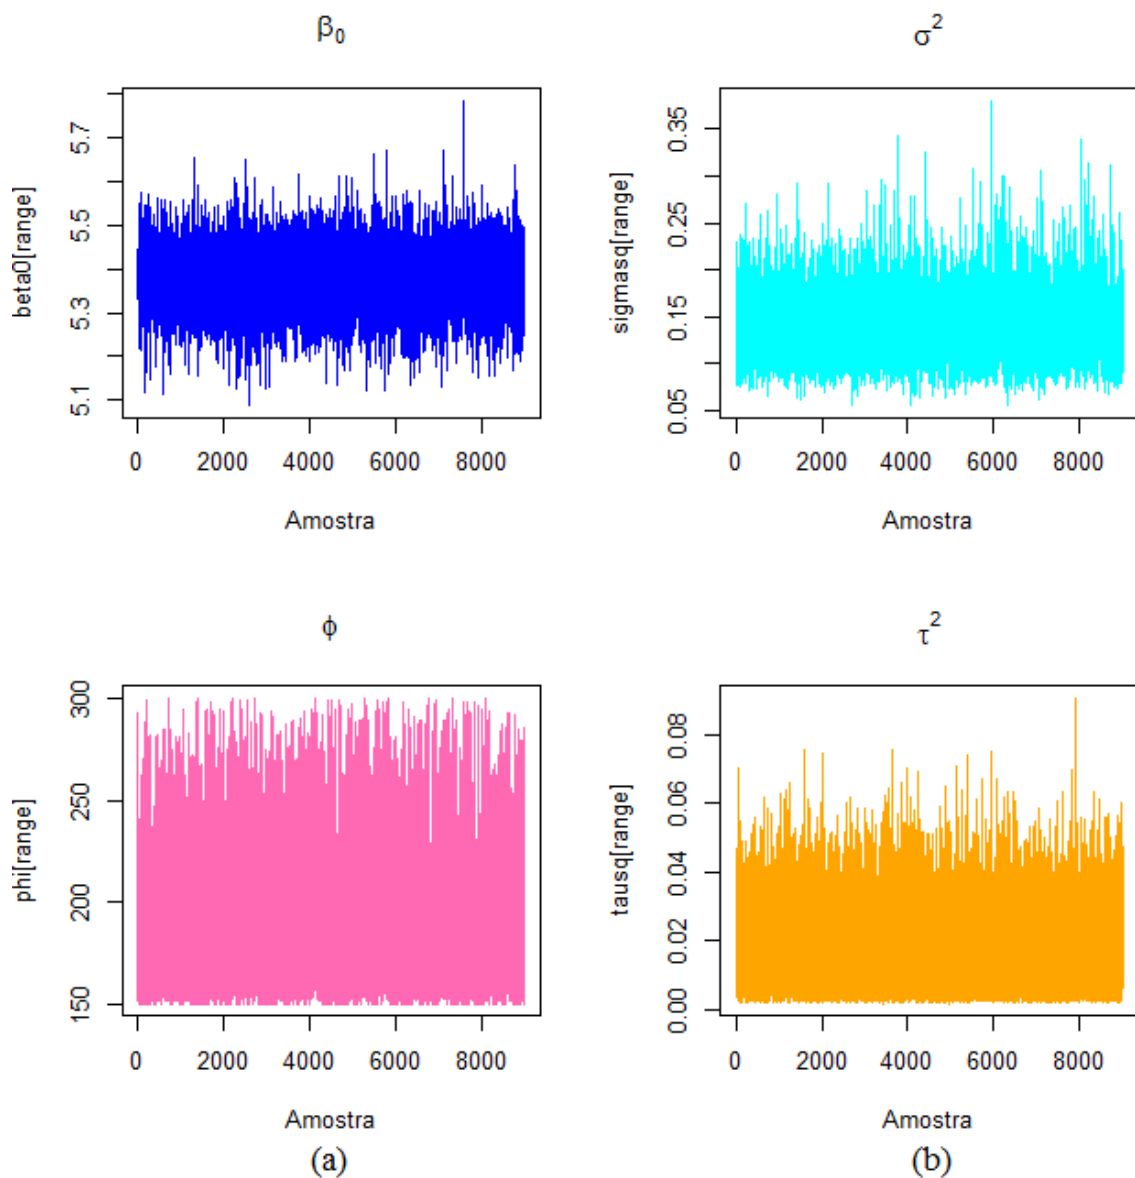 β₀
beta0[range]
5.7
5.5
5.3
5.1
0 2000 4000 6000 8000
Amostra
σ²
sigmasq[range]
0.35
0.25
0.15
0.05
0 2000 4000 6000 8000
Amostra
ϕ
phi[range]
300
250
200
150
0 2000 4000 6000 8000
Amostra
(a)
τ²
tausq[range]
0.08
0.06
0.04
0.02
0.00
0 2000 4000 6000 8000
Amostra
(b)